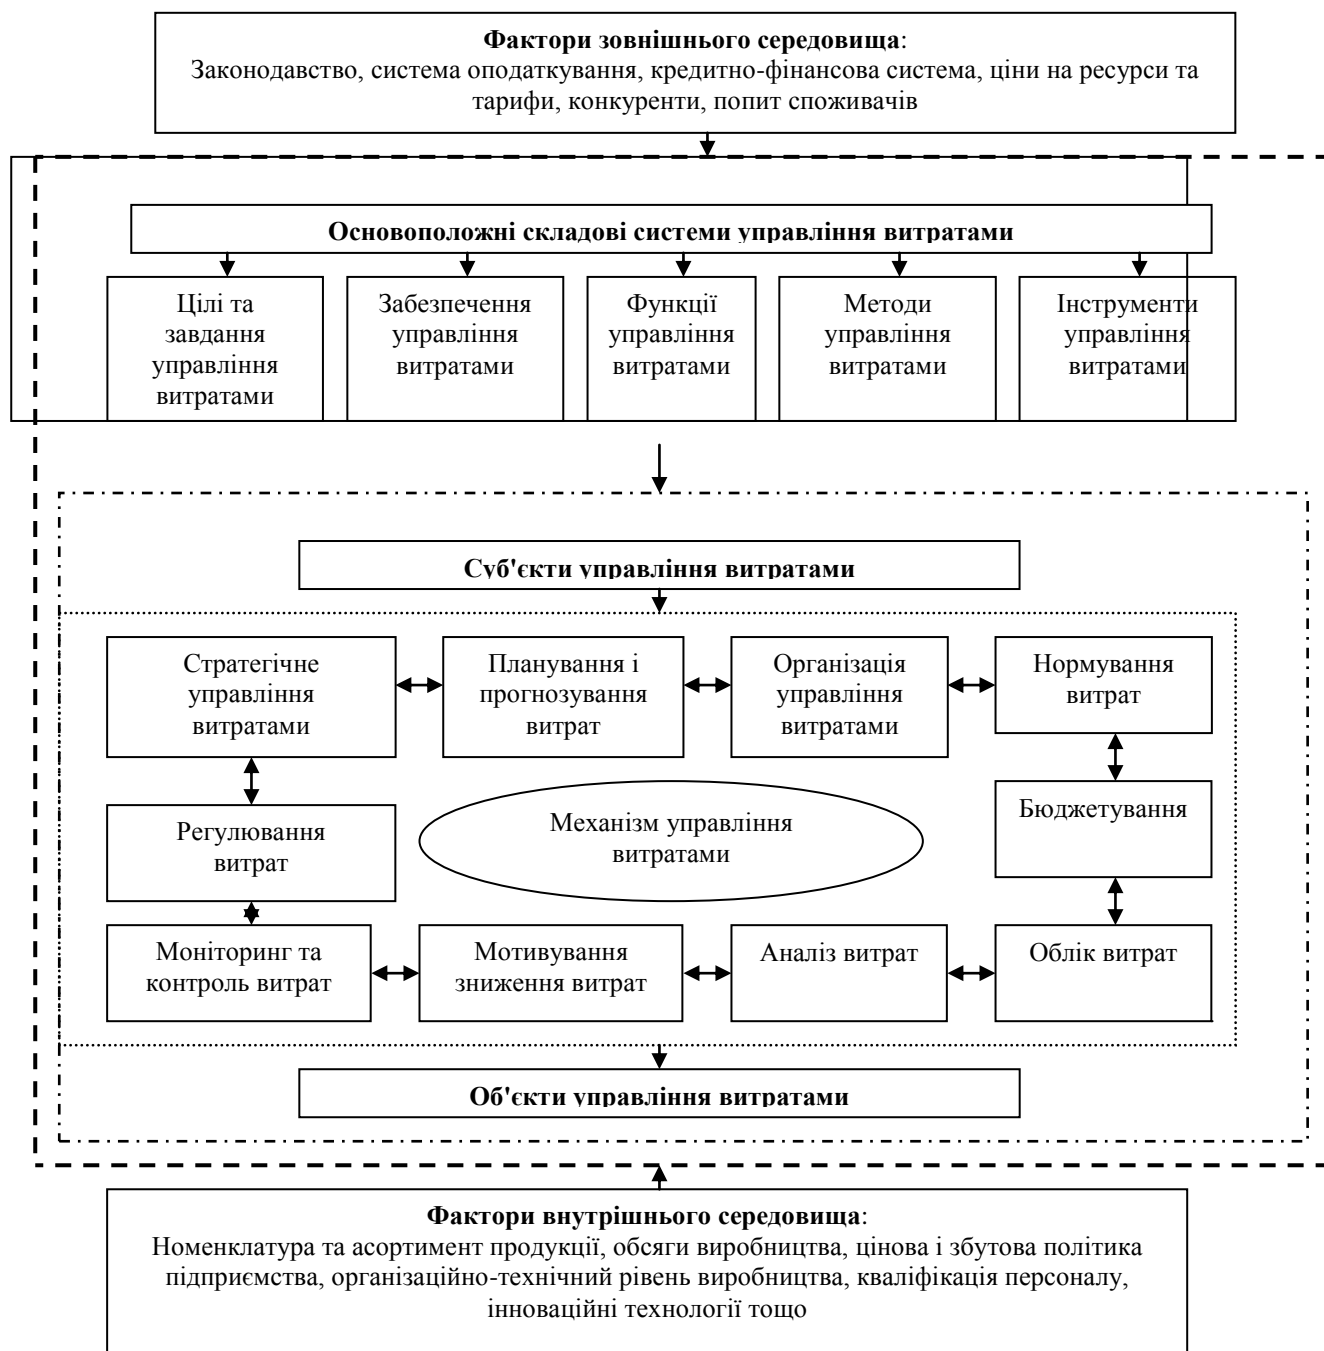 Фактори зовнішнього середовища:
Законодавство, система оподаткування, кредитно-фінансова система, ціни на ресурси та
тарифи, конкуренти, попит споживачів
Основоположні складові системи управління витратами
Цілі та
завдання
управління
витратами
Забезпечення
управління
витратами
Функції
управління
витратами
Методи
управління
витратами
Інструменти
управління
витратами
Суб'єкти управління витратами
Стратегічне
управління
витратами
Планування і
прогнозування
витрат
Організація
управління
витратами
Нормування
витрат
Регулювання
витрат
Механізм управління
витратами
Бюджетування
Моніторинг та
контроль витрат
Мотивування
зниження витрат
Аналіз витрат
Облік витрат
Об'єкти управління витратами
Фактори внутрішнього середовища:
Номенклатура та асортимент продукції, обсяги виробництва, цінова і збутова політика
підприємства, організаційно-технічний рівень виробництва, кваліфікація персоналу,
інноваційні технології тощо